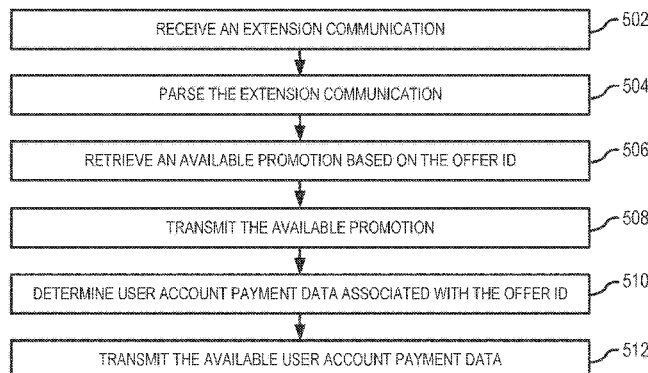 RECEIVE AN EXTENSION COMMUNICATION 502
PARSE THE EXTENSION COMMUNICATION 504
RETRIEVE AN AVAILABLE PROMOTION BASED ON THE OFFER ID 506
TRANSMIT THE AVAILABLE PROMOTION 508
DETERMINE USER ACCOUNT PAYMENT DATA ASSOCIATED WITH THE OFFER ID 510
TRANSMIT THE AVAILABLE USER ACCOUNT PAYMENT DATA 512